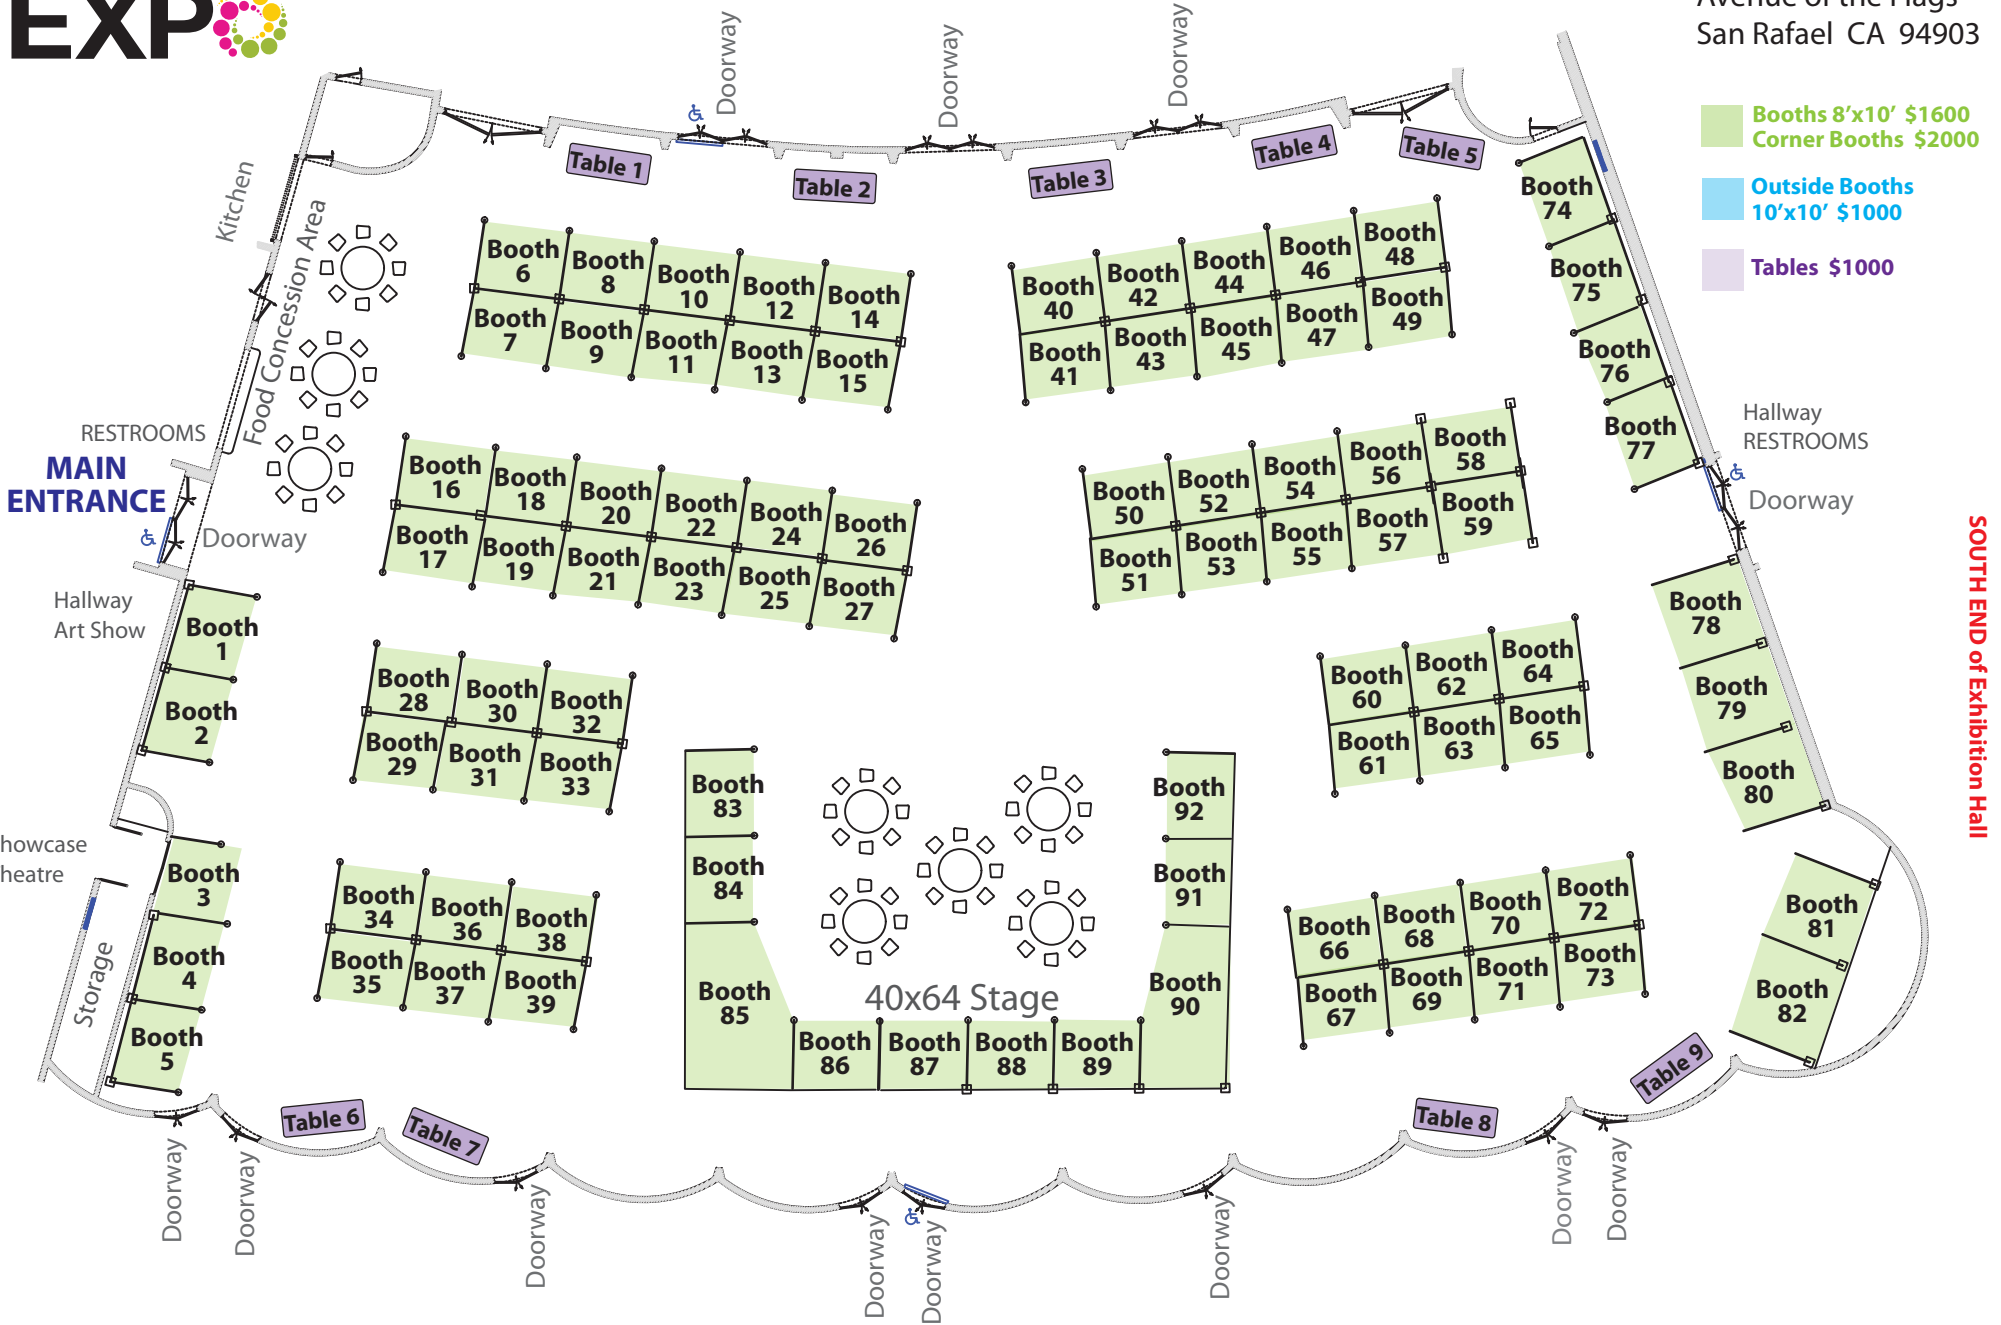 EXPO
Avenue of the Flags
San Rafael CA 94903
Booths 8’x10’ $1600
Corner Booths $2000
Outside Booths
10’x10’ $1000
Tables $1000
Doorway
Doorway
Doorway
Table 1
Table 2
Table 3
Table 4
Table 5
Kitchen
Food Concession Area
RESTROOMS
MAIN
ENTRANCE
Doorway
Hallway
Art Show
Booth
6
Booth
8
Booth
10
Booth
12
Booth
14
Booth
7
Booth
9
Booth
11
Booth
13
Booth
15
Booth
40
Booth
42
Booth
44
Booth
46
Booth
48
Booth
41
Booth
43
Booth
45
Booth
47
Booth
49
Booth
74
Booth
75
Booth
76
Booth
77
Hallway
RESTROOMS
Doorway
SOUTH END of Exhibition Hall
Booth
16
Booth
18
Booth
20
Booth
22
Booth
24
Booth
26
Booth
17
Booth
19
Booth
21
Booth
23
Booth
25
Booth
27
Booth
50
Booth
52
Booth
54
Booth
56
Booth
58
Booth
51
Booth
53
Booth
55
Booth
57
Booth
59
Booth
1
Booth
2
Booth
28
Booth
30
Booth
32
Booth
29
Booth
31
Booth
33
Booth
60
Booth
62
Booth
64
Booth
61
Booth
63
Booth
65
Booth
78
Booth
79
Booth
80
howcase
heatre
Storage
Booth
3
Booth
4
Booth
5
Booth
34
Booth
36
Booth
38
Booth
35
Booth
37
Booth
39
Booth
83
Booth
84
Booth
85
Booth
86
Booth
87
Booth
88
Booth
89
Booth
90
Booth
91
Booth
92
40x64 Stage
Booth
66
Booth
68
Booth
70
Booth
72
Booth
67
Booth
69
Booth
71
Booth
73
Booth
81
Booth
82
Table 6
Table 7
Table 8
Table 9
Doorway
Doorway
Doorway
Doorway
Doorway
Doorway
Doorway
Doorway